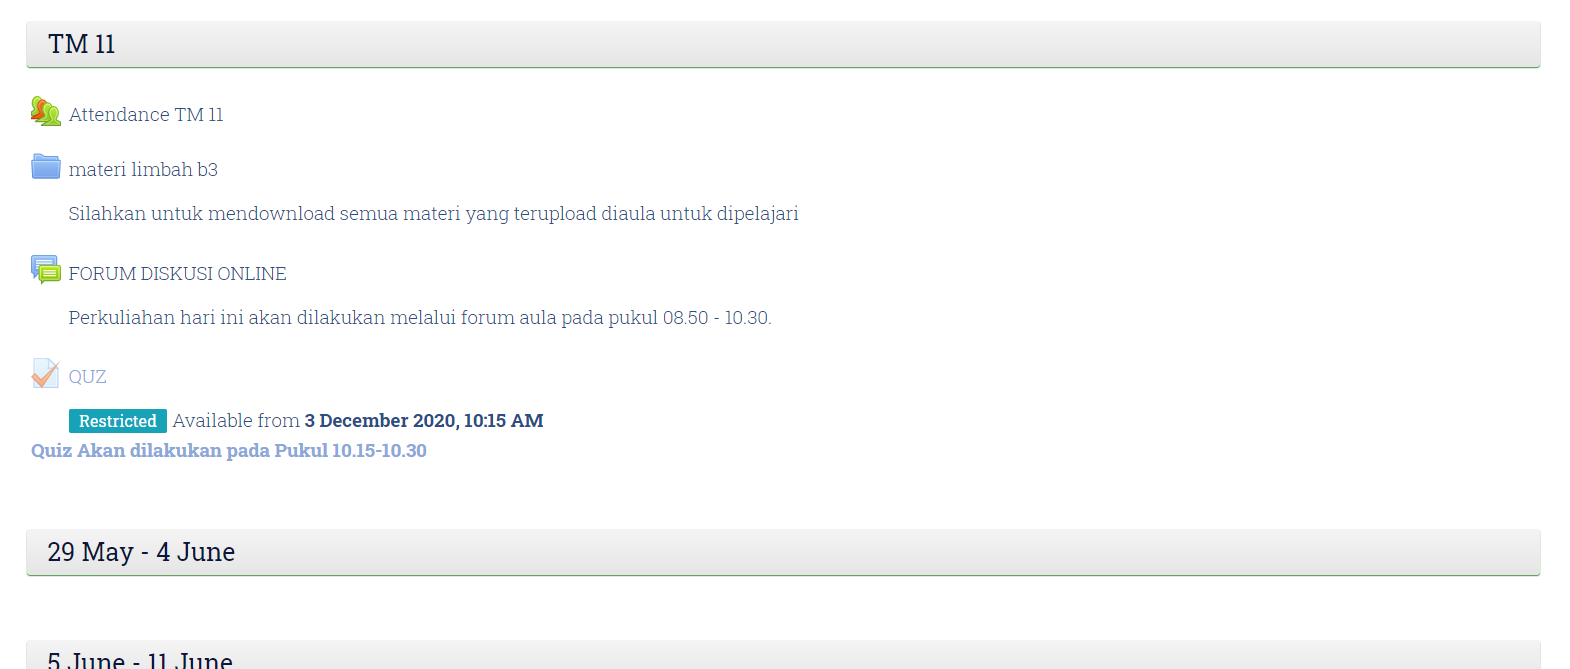 TM 11
Attendance TM 11
materi limbah b3
Silahkan untuk mendownload semua materi yang terupload diaula untuk dipelajari
FORUM DISKUSI ONLINE
Perkuliahan hari ini akan dilakukan melalui forum aula pada pukul 08.50 - 10.30.
QUZ
Restricted Available from 3 December 2020, 10:15 AM
Quiz Akan dilakukan pada Pukul 10.15-10.30
29 May - 4 June
5 June - 11 June